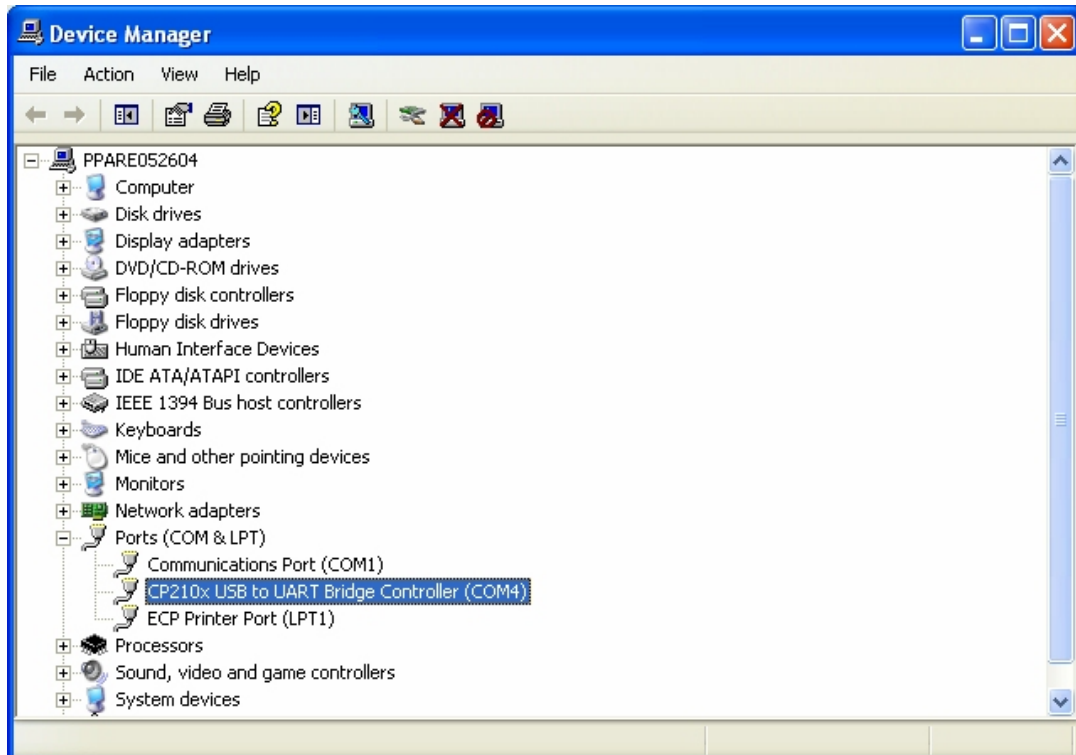 Device Manager
File Action View Help
PPARE052604
Computer
Disk drives
Display adapters
DVD/CD-ROM drives
Floppy disk controllers
Floppy disk drives
Human Interface Devices
IDE ATA/ATAPI controllers
IEEE 1394 Bus host controllers
Keyboards
Mice and other pointing devices
Monitors
Network adapters
Ports (COM & LPT)
Communications Port (COM1)
CP210x USB to UART Bridge Controller (COM4)
ECP Printer Port (LPT1)
Processors
Sound, video and game controllers
System devices